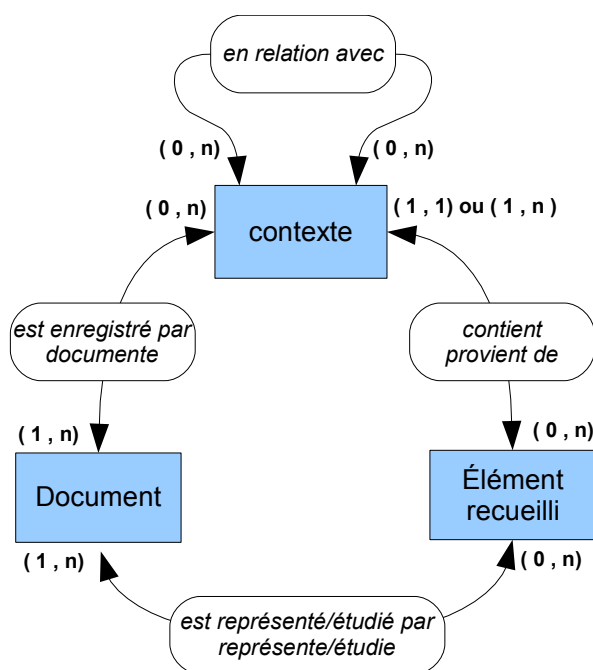 en relation avec
( 0 , n)
( 0 , n)
( 0 , n)
( 1 , 1) ou ( 1 , n )
contexte
est enregistré par
documente
contient
provient de
( 1 , n)
( 0 , n)
Document
Élément
recueilli
( 1 , n)
( 0 , n)
est représenté/étudié par
représente/étudie